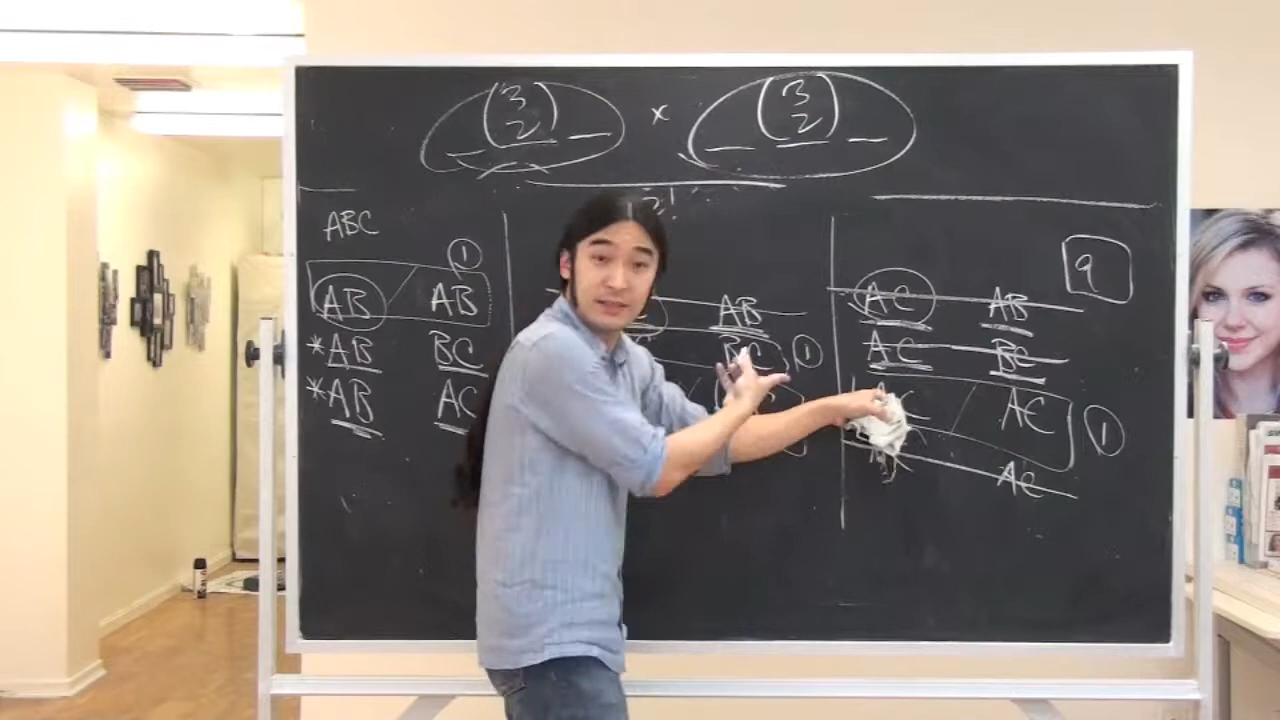 (3 2) × (3 2)
2!
ABC
9
①
AB AB
*AB BC
*AB AC
AB
BC ①
AC AB
AC BC
AC ①
AC